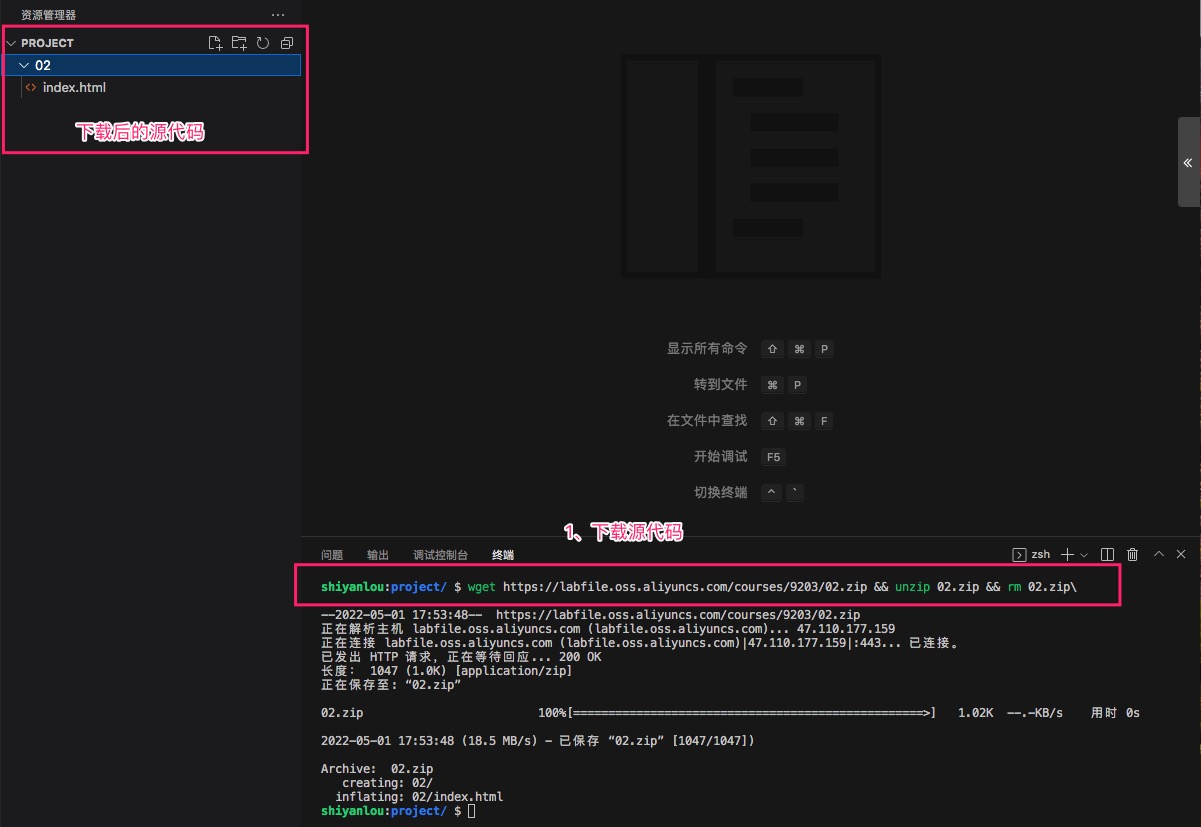 资源管理器
···
PROJECT
02
<> index.html
下载后的源代码
显示所有命令 ⇧ ⌘ P
转到文件 ⌘ P
在文件中查找 ⇧ ⌘ F
开始调试 F5
切换终端 ^ `
1、下载源代码
问题 输出 调试控制台 终端 zsh
shiyanlou:project/ $ wget https://labfile.oss.aliyuncs.com/courses/9203/02.zip && unzip 02.zip && rm 02.zip\
--2022-05-01 17:53:48-- https://labfile.oss.aliyuncs.com/courses/9203/02.zip
正在解析主机 labfile.oss.aliyuncs.com (labfile.oss.aliyuncs.com)... 47.110.177.159
正在连接 labfile.oss.aliyuncs.com (labfile.oss.aliyuncs.com)|47.110.177.159|:443... 已连接。
已发出 HTTP 请求，正在等待回应... 200 OK
长度： 1047 (1.0K) [application/zip]
正在保存至: “02.zip”
02.zip 100%[==================================================>] 1.02K --.-KB/s 用时 0s
2022-05-01 17:53:48 (18.5 MB/s) - 已保存 “02.zip” [1047/1047])
Archive: 02.zip
creating: 02/
inflating: 02/index.html
shiyanlou:project/ $